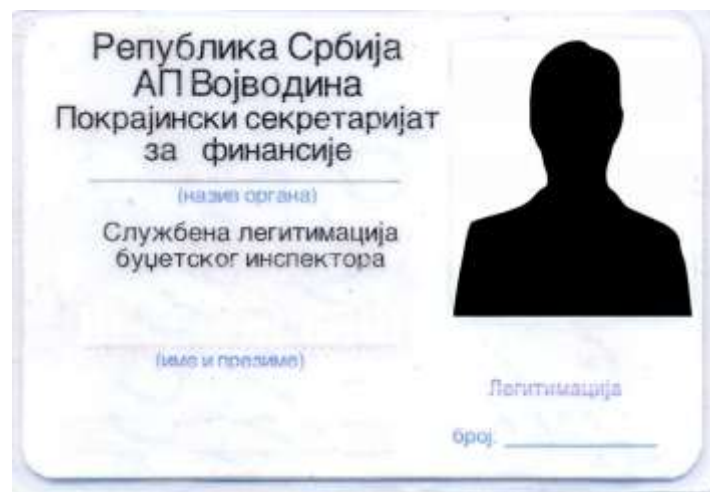 Република Србија
АП Војводина
Покрајински секретаријат
за финансије
(назив органа)
Службена легитимација
буџетског инспектора
(име и презиме)
Легитимација
број: